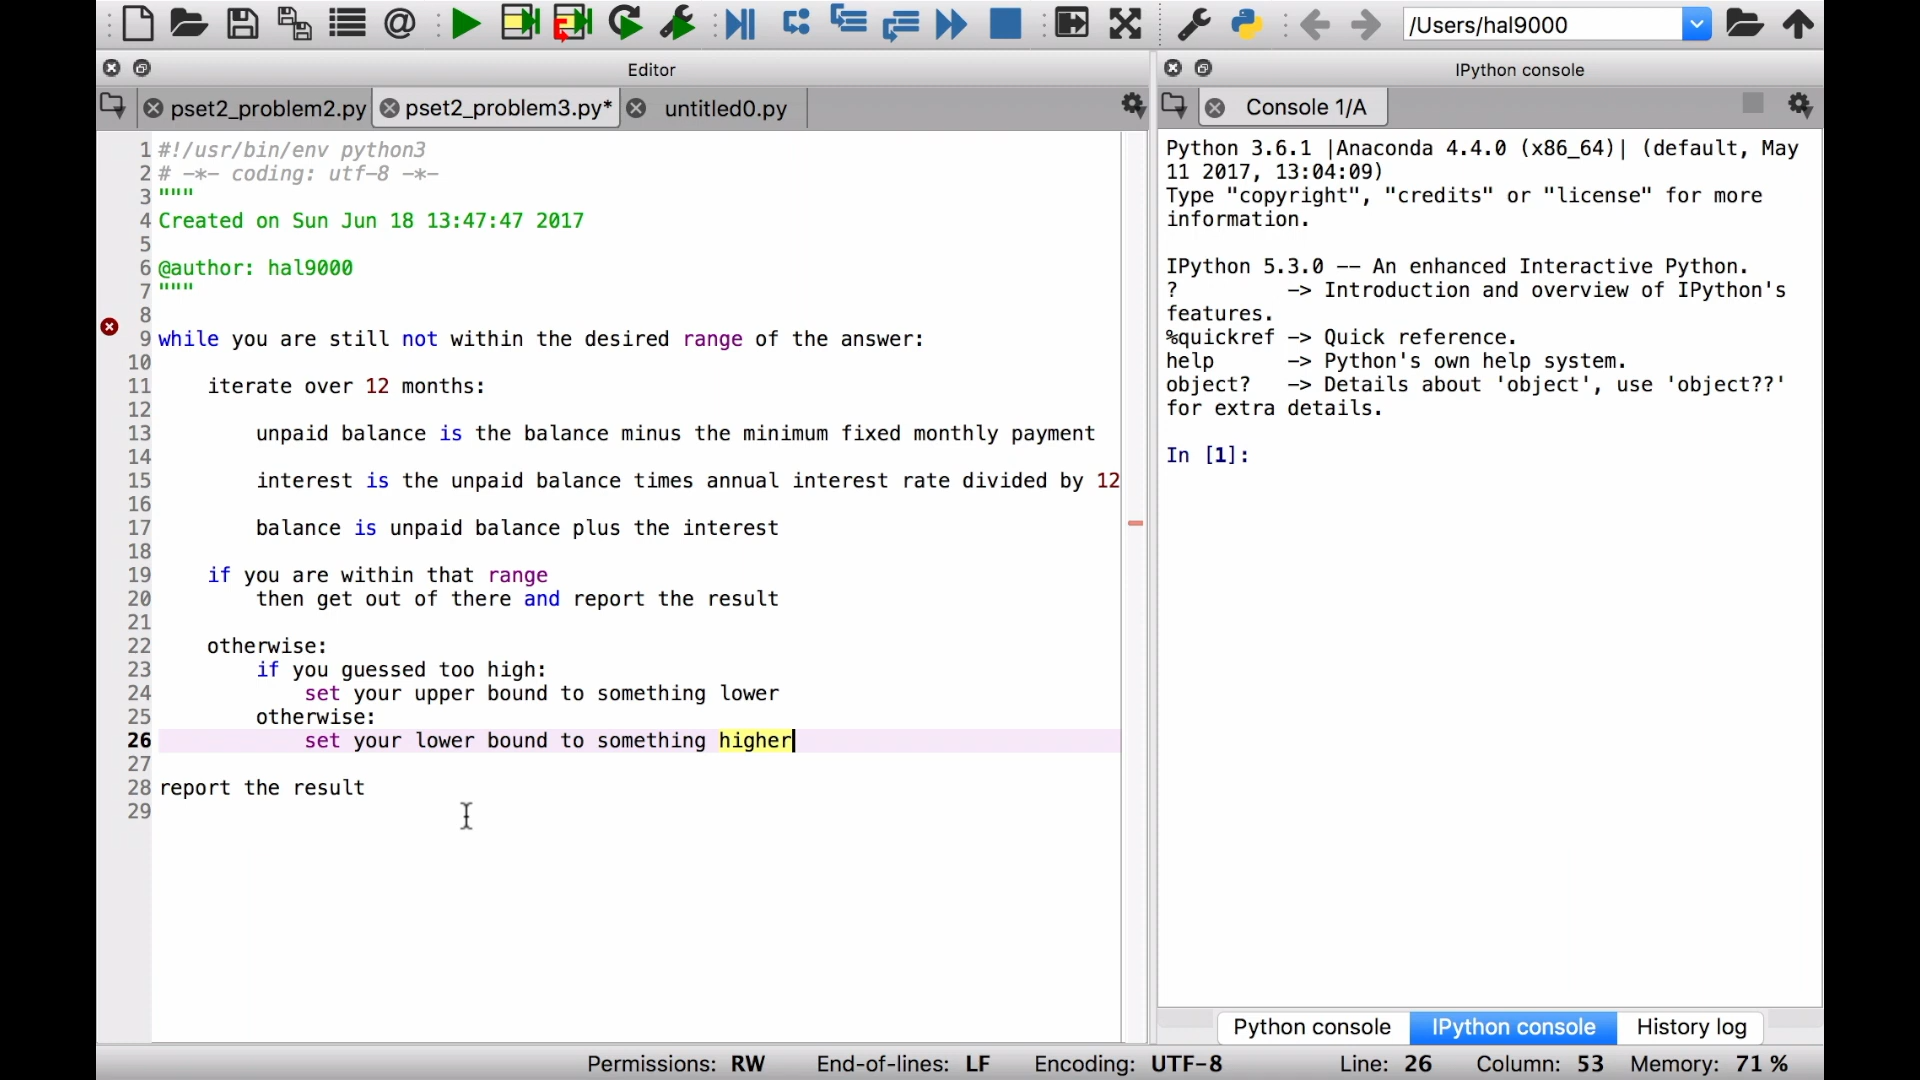 /Users/hal9000
Editor
IPython console
pset2_problem2.py
pset2_problem3.py*
untitled0.py
Console 1/A
1 #!/usr/bin/env python3
2 # -*- coding: utf-8 -*-
3 """
4 Created on Sun Jun 18 13:47:47 2017
5
6 @author: hal9000
7 """
8
9 while you are still not within the desired range of the answer:
10
11     iterate over 12 months:
12
13         unpaid balance is the balance minus the minimum fixed monthly payment
14
15         interest is the unpaid balance times annual interest rate divided by 12
16
17         balance is unpaid balance plus the interest
18
19     if you are within that range
20         then get out of there and report the result
21
22     otherwise:
23         if you guessed too high:
24             set your upper bound to something lower
25         otherwise:
26             set your lower bound to something higher
27
28 report the result
29
Python 3.6.1 |Anaconda 4.4.0 (x86_64)| (default, May
11 2017, 13:04:09)
Type "copyright", "credits" or "license" for more
information.
IPython 5.3.0 -- An enhanced Interactive Python.
?         -> Introduction and overview of IPython's
features.
%quickref -> Quick reference.
help      -> Python's own help system.
object?   -> Details about 'object', use 'object??'
for extra details.
In [1]:
Python console
IPython console
History log
Permissions: RW
End-of-lines: LF
Encoding: UTF-8
Line: 26
Column: 53
Memory: 71 %